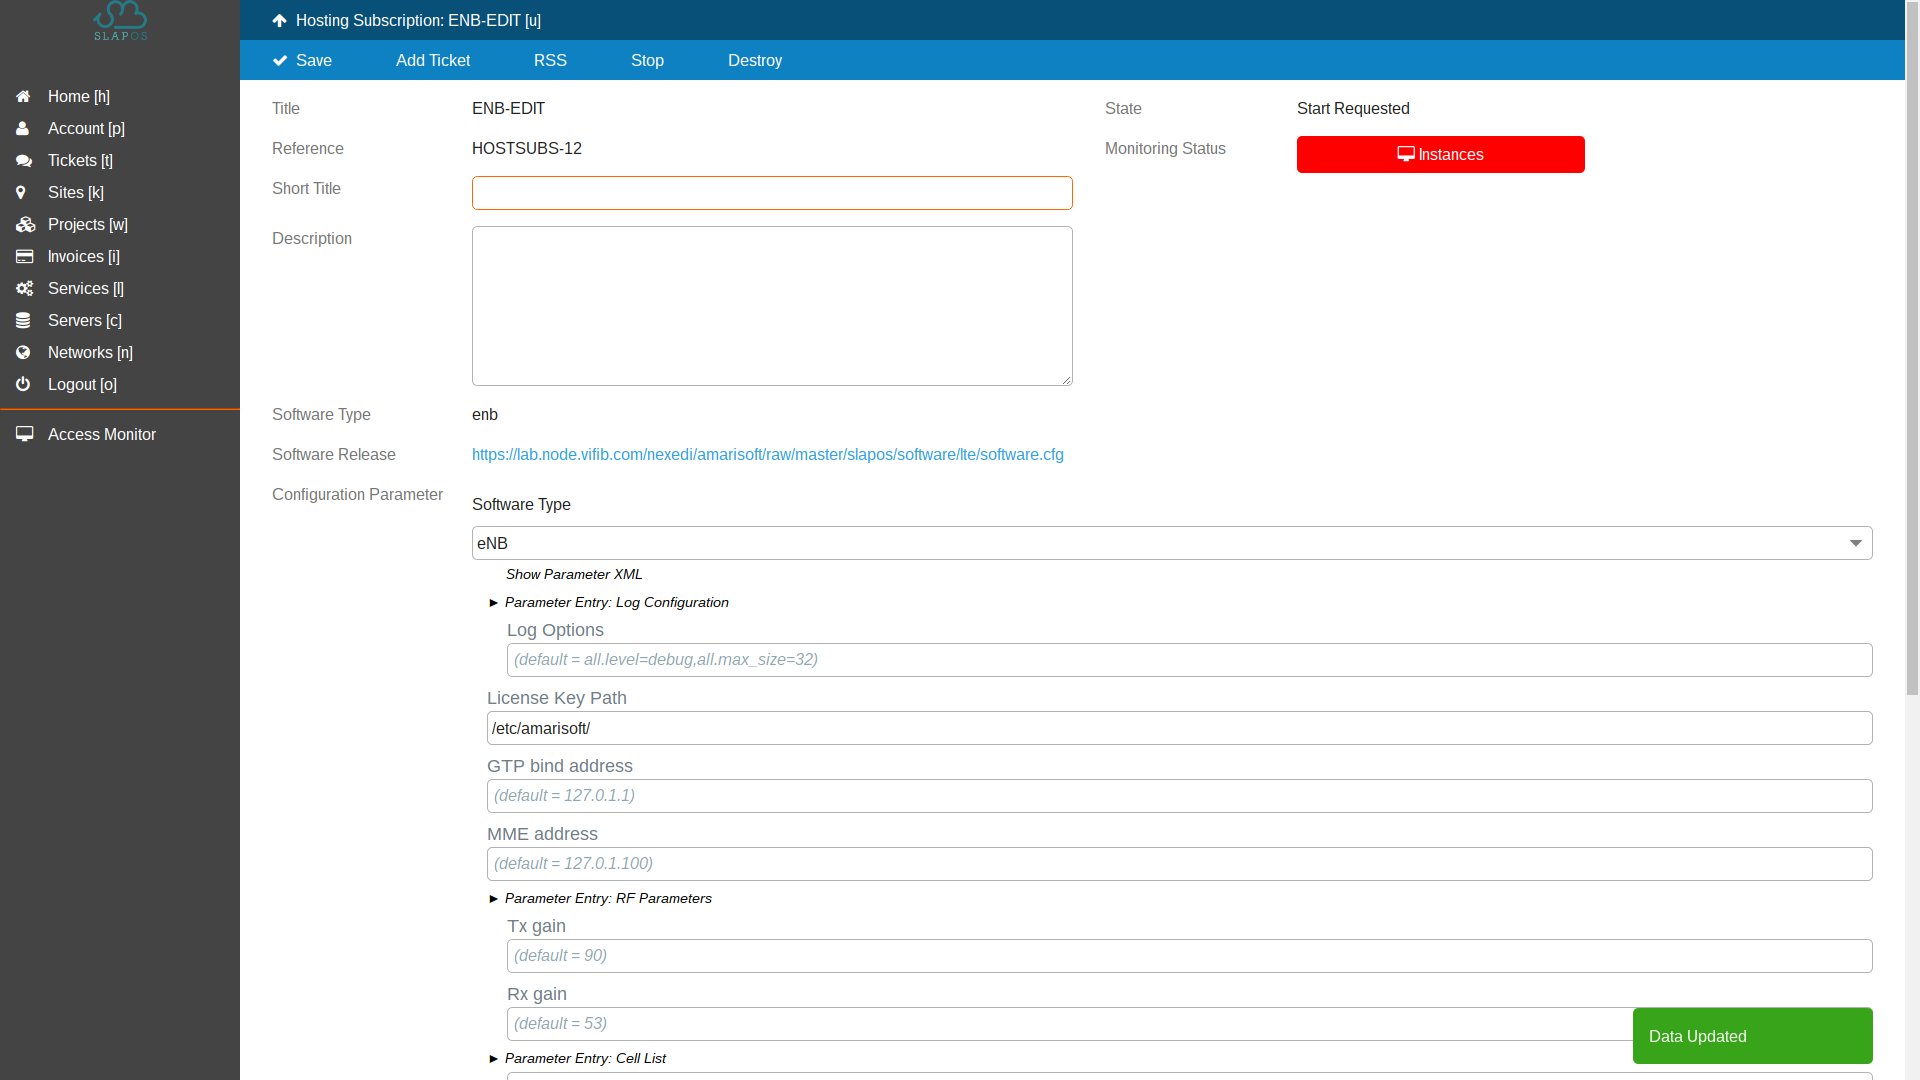 SLAPOS
Home [h]
Account [p]
Tickets [t]
Sites [k]
Projects [w]
Invoices [i]
Services [l]
Servers [c]
Networks [n]
Logout [o]
Access Monitor
Hosting Subscription: ENB-EDIT [u]
Save Add Ticket RSS Stop Destroy
Title ENB-EDIT
State Start Requested
Reference HOSTSUBS-12
Monitoring Status Instances
Short Title
Description
Software Type enb
Software Release https://lab.node.vifib.com/nexedi/amarisoft/raw/master/slapos/software/lte/software.cfg
Configuration Parameter
Software Type
eNB
Show Parameter XML
► Parameter Entry: Log Configuration
Log Options
(default = all.level=debug,all.max_size=32)
License Key Path
/etc/amarisoft/
GTP bind address
(default = 127.0.1.1)
MME address
(default = 127.0.1.100)
► Parameter Entry: RF Parameters
Tx gain
(default = 90)
Rx gain
(default = 53)
► Parameter Entry: Cell List
Data Updated